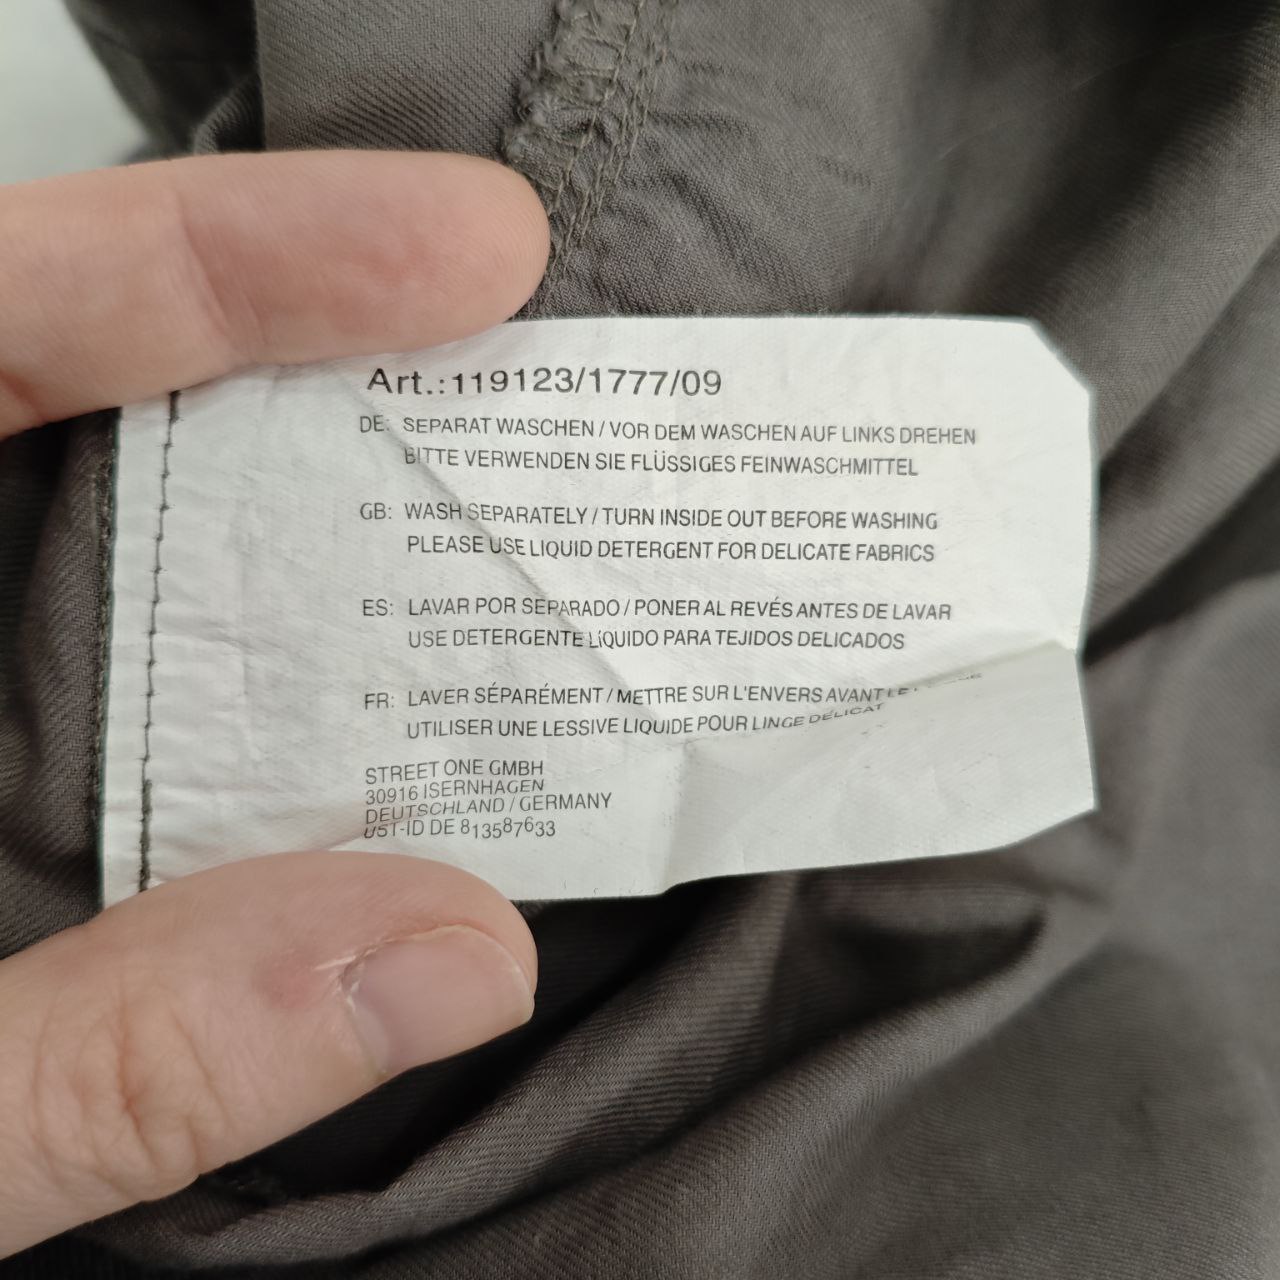 Art.: 119123/1777/09
DE: SEPARAT WASCHEN / VOR DEM WASCHEN AUF LINKS DREHEN
BITTE VERWENDEN SIE FLÜSSIGES FEINWASCHMITTEL
GB: WASH SEPARATELY / TURN INSIDE OUT BEFORE WASHING
PLEASE USE LIQUID DETERGENT FOR DELICATE FABRICS
ES: LAVAR POR SEPARADO / PONER AL REVÉS ANTES DE LAVAR
USE DETERGENTE LíQUIDO PARA TEJIDOS DELICADOS
FR: LAVER SÉPARÉMENT / METTRE SUR L'ENVERS AVANT LE
UTILISER UNE LESSIVE LIQUIDE POUR LINGE DÉLICAT
STREET ONE GMBH
30916 ISERNHAGEN
DEUTSCHLAND / GERMANY
UST-ID DE 813587633